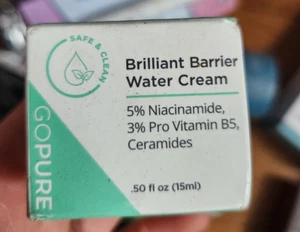 SAFE & CLEAN
Brilliant Barrier
Water Cream
5% Niacinamide,
3% Pro Vitamin B5,
Ceramides
.50 fl oz (15ml)
GOPURE